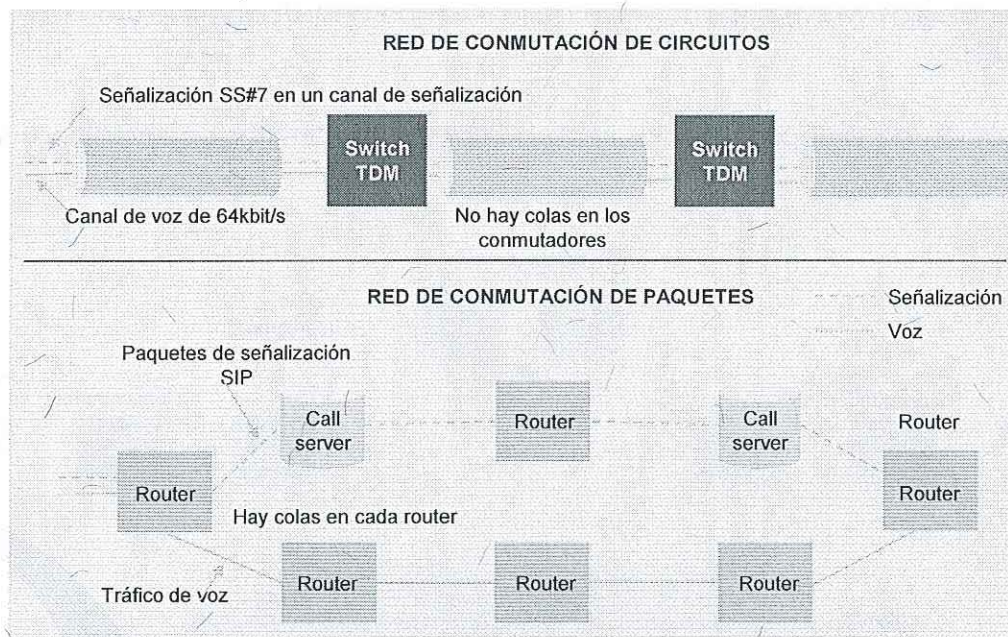 RED DE CONMUTACIÓN DE CIRCUITOS
Señalización SS#7 en un canal de señalización
Switch
TDM
Switch
TDM
Canal de voz de 64kbit/s
No hay colas en los
conmutadores
RED DE CONMUTACIÓN DE PAQUETES
Señalización
Voz
Paquetes de señalización
SIP
Call
server
Router
Call
server
Router
Router
Router
Hay colas en cada router
Router
Router
Router
Tráfico de voz